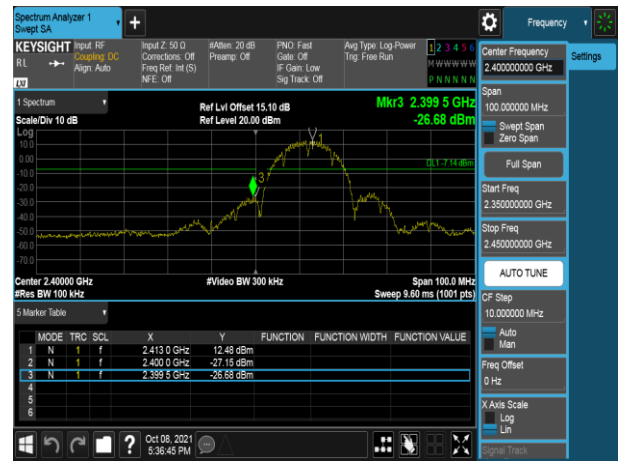 Spectrum Analyzer 1
Swept SA
Frequency
KEYSIGHT
RL
LXI
Input: RF
Coupling: DC
Align: Auto
Input Z: 50 Ω
Corrections: Off
Freq Ref: Int (S)
NFE: Off
#Atten: 20 dB
Preamp: Off
PNO: Fast
Gate: Off
IF Gain: Low
Sig Track: Off
Avg Type: Log-Power
Trig: Free Run
1 2 3 4 5 6
M W W W W W
P N N N N N
Center Frequency
2.400000000 GHz
Settings
Span
100.000000 MHz
Swept Span
Zero Span
Full Span
Start Freq
2.350000000 GHz
Stop Freq
2.450000000 GHz
AUTO TUNE
CF Step
10.000000 MHz
Auto
Man
Freq Offset
0 Hz
X Axis Scale
Log
Lin
Signal Track
1 Spectrum
Scale/Div 10 dB
Ref Lvl Offset 15.10 dB
Ref Level 20.00 dBm
Mkr3 2.399 5 GHz
-26.68 dBm
Log
10.0
0.00
-10.0
-20.0
-30.0
-40.0
-50.0
-60.0
-70.0
1
3
DL1 -7.14 dBm
Center 2.40000 GHz
#Res BW 100 kHz
#Video BW 300 kHz
Span 100.0 MHz
Sweep 9.60 ms (1001 pts)
5 Marker Table
MODE TRC SCL X Y FUNCTION FUNCTION WIDTH FUNCTION VALUE
1 N 1 f 2.413 0 GHz 12.48 dBm
2 N 1 f 2.400 0 GHz -27.15 dBm
3 N 1 f 2.399 5 GHz -26.68 dBm
4
5
6
?
Oct 08, 2021
5:36:45 PM